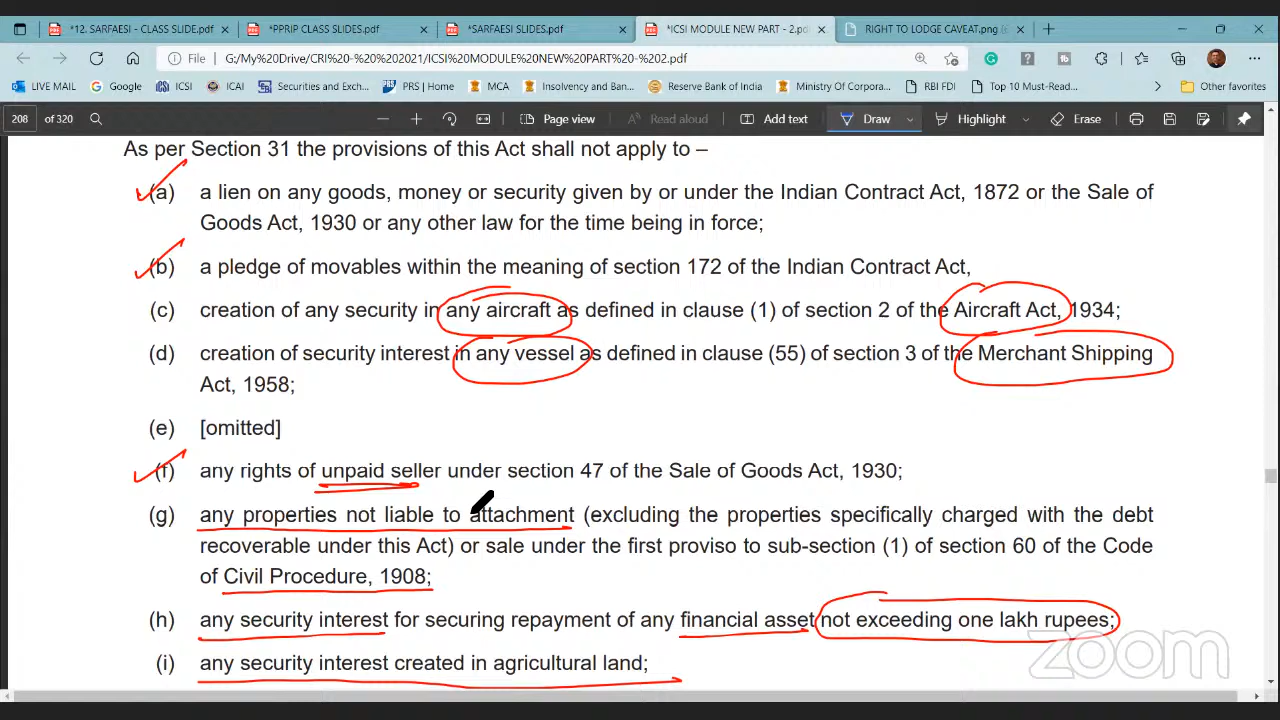 *12. SARFAESI - CLASS SLIDE.pdf
*PPRIP CLASS SLIDES.pdf
*SARFAESI SLIDES.pdf
*ICSI MODULE NEW PART - 2.pdf
RIGHT TO LODGE CAVEAT.png
File G:/My%20Drive/CRI%20-%20%202021/ICSI%20MODULE%20NEW%20PART%20-%202.pdf
LIVE MAIL Google ICSI ICAI Securities and Exch... PRS | Home MCA Insolvency and Ban... Reserve Bank of India Ministry Of Corpora... RBI FDI Top 10 Must-Read... Other favorites
208 of 320 Page view Read aloud Add text Draw Highlight Erase
As per Section 31 the provisions of this Act shall not apply to –
(a) a lien on any goods, money or security given by or under the Indian Contract Act, 1872 or the Sale of
Goods Act, 1930 or any other law for the time being in force;
(b) a pledge of movables within the meaning of section 172 of the Indian Contract Act,
(c) creation of any security in any aircraft as defined in clause (1) of section 2 of the Aircraft Act, 1934;
(d) creation of security interest in any vessel as defined in clause (55) of section 3 of the Merchant Shipping
Act, 1958;
(e) [omitted]
(f) any rights of unpaid seller under section 47 of the Sale of Goods Act, 1930;
(g) any properties not liable to attachment (excluding the properties specifically charged with the debt
recoverable under this Act) or sale under the first proviso to sub-section (1) of section 60 of the Code
of Civil Procedure, 1908;
(h) any security interest for securing repayment of any financial asset not exceeding one lakh rupees;
(i) any security interest created in agricultural land;
zoom